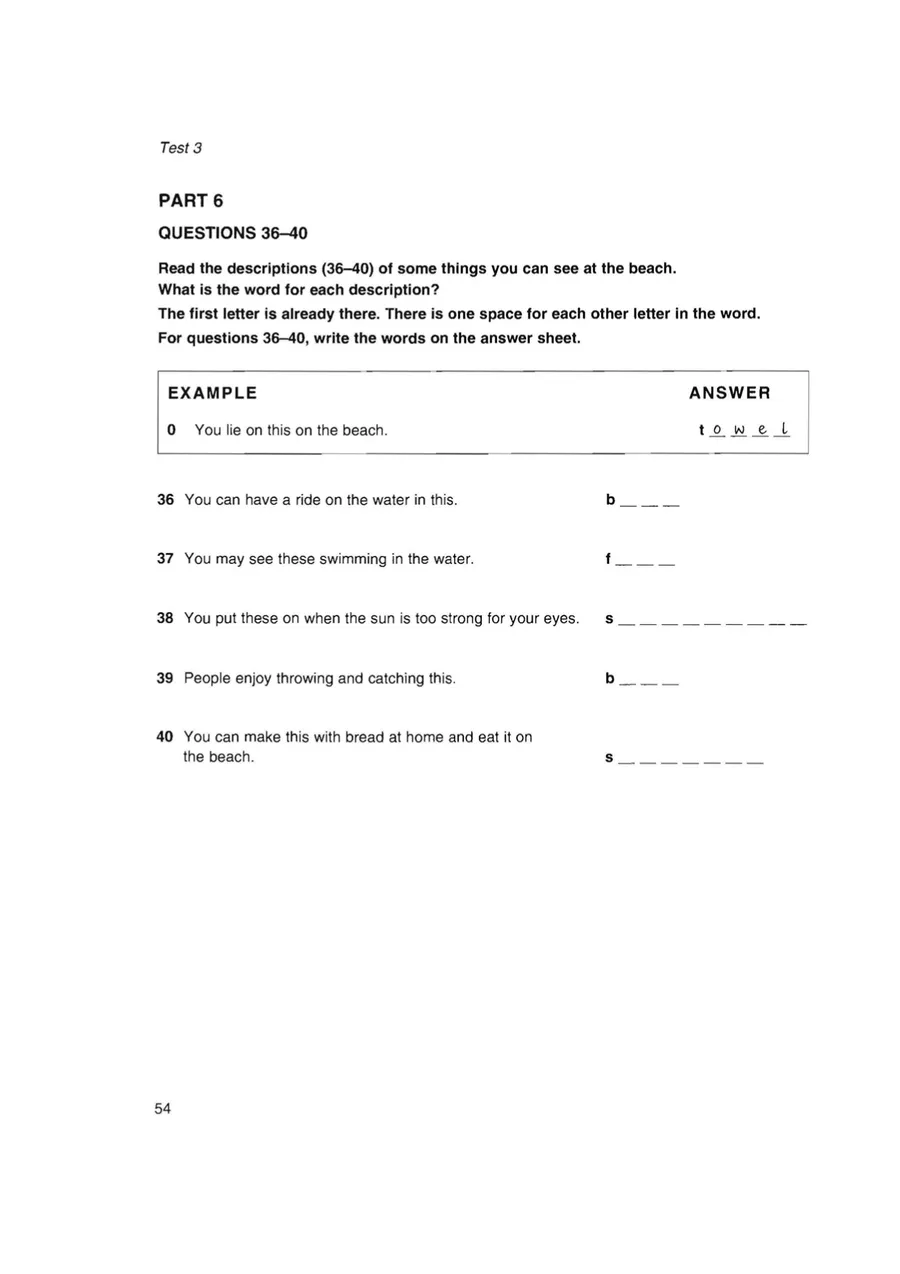 Test 3
PART 6
QUESTIONS 36–40
Read the descriptions (36–40) of some things you can see at the beach.
What is the word for each description?
The first letter is already there. There is one space for each other letter in the word.
For questions 36–40, write the words on the answer sheet.
EXAMPLE ANSWER
0 You lie on this on the beach. t o w e l
36 You can have a ride on the water in this. b _ _ _
37 You may see these swimming in the water. f _ _ _
38 You put these on when the sun is too strong for your eyes. s _ _ _ _ _ _ _ _ _
39 People enjoy throwing and catching this. b _ _ _
40 You can make this with bread at home and eat it on
the beach. s _ _ _ _ _ _ _
54